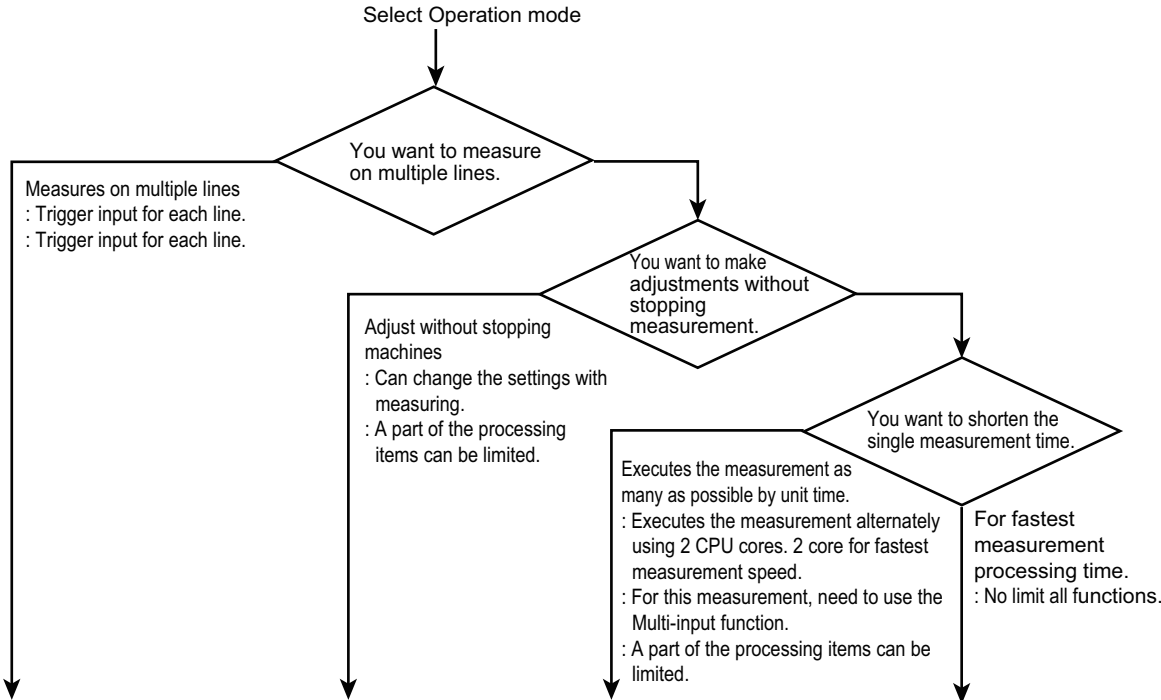 Select Operation mode
You want to measure
on multiple lines.
Measures on multiple lines
: Trigger input for each line.
: Trigger input for each line.
You want to make
adjustments without
stopping
measurement.
Adjust without stopping
machines
: Can change the settings with
measuring.
: A part of the processing
items can be limited.
You want to shorten the
single measurement time.
Executes the measurement as
many as possible by unit time.
: Executes the measurement alternately
using 2 CPU cores. 2 core for fastest
measurement speed.
: For this measurement, need to use the
Multi-input function.
: A part of the processing items can be
limited.
For fastest
measurement
processing time.
: No limit all functions.